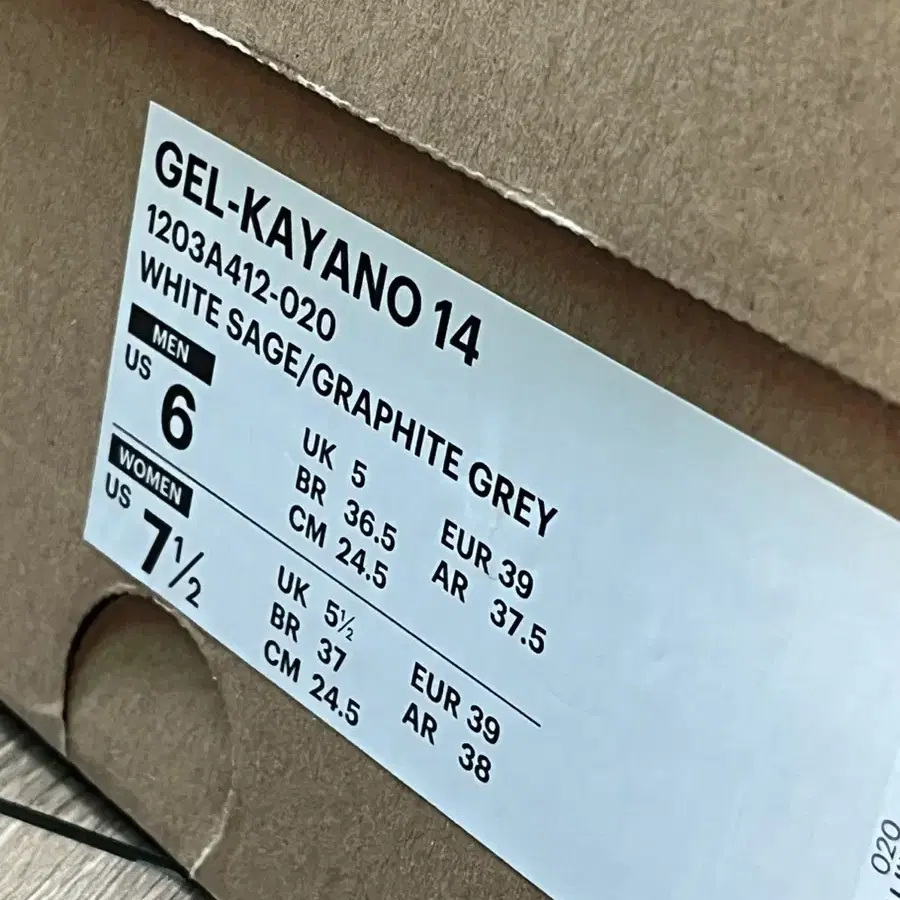 GEL-KAYANO 14
1203A412-020
WHITE SAGE/GRAPHITE GREY
MEN
US 6
UK 5
BR 36.5 EUR 39
CM 24.5 AR 37.5
WOMEN
US 7½
UK 5½
BR 37 EUR 39
CM 24.5 AR 38
020